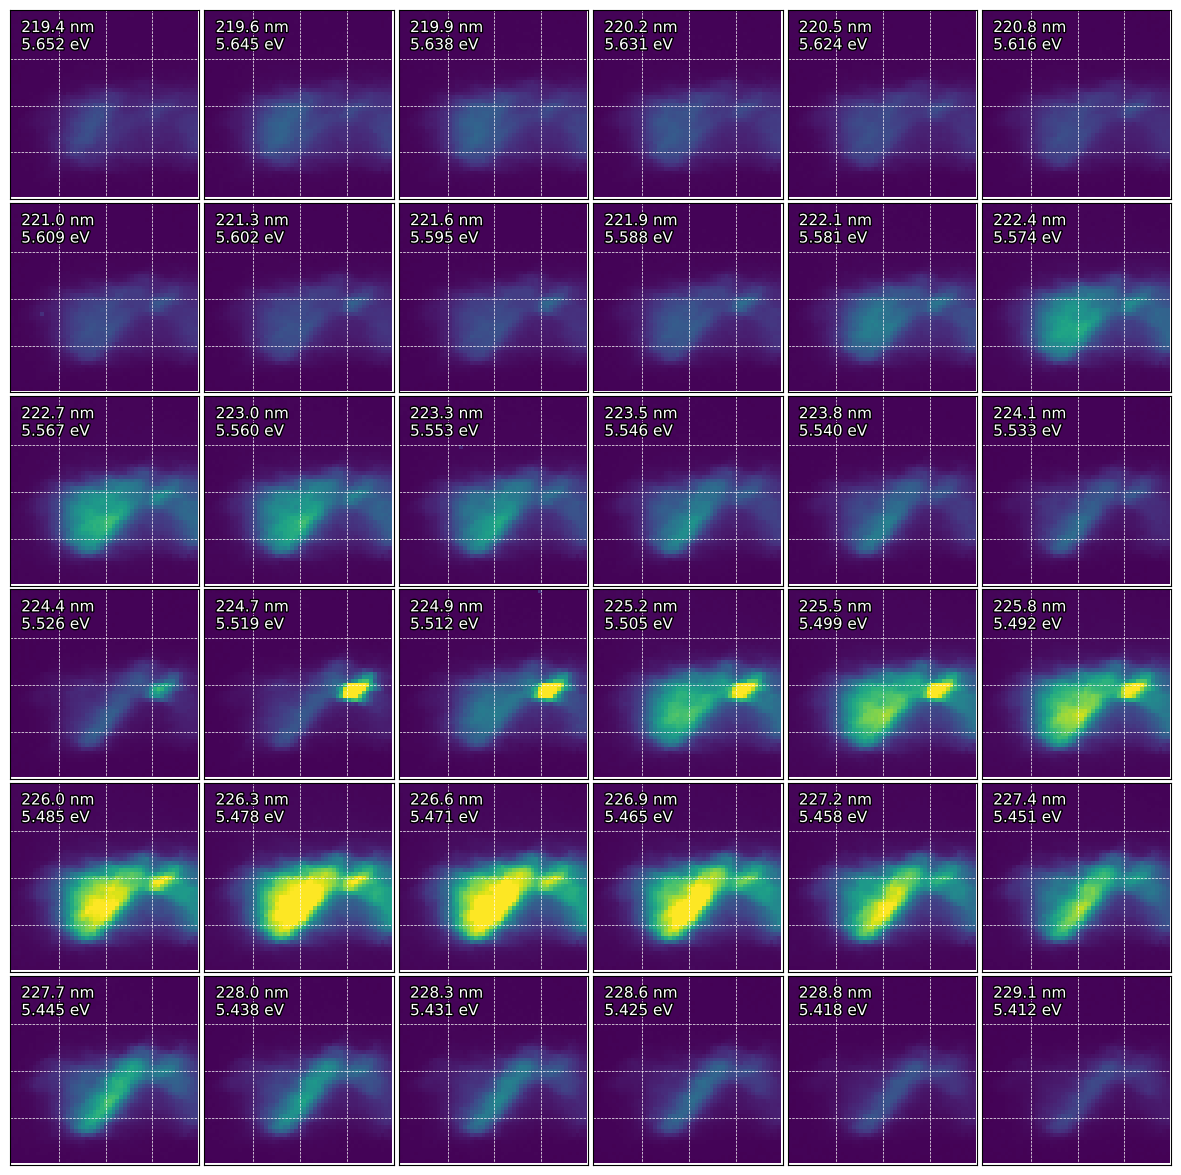 219.4 nm
5.652 eV
219.6 nm
5.645 eV
219.9 nm
5.638 eV
220.2 nm
5.631 eV
220.5 nm
5.624 eV
220.8 nm
5.616 eV
221.0 nm
5.609 eV
221.3 nm
5.602 eV
221.6 nm
5.595 eV
221.9 nm
5.588 eV
222.1 nm
5.581 eV
222.4 nm
5.574 eV
222.7 nm
5.567 eV
223.0 nm
5.560 eV
223.3 nm
5.553 eV
223.5 nm
5.546 eV
223.8 nm
5.540 eV
224.1 nm
5.533 eV
224.4 nm
5.526 eV
224.7 nm
5.519 eV
224.9 nm
5.512 eV
225.2 nm
5.505 eV
225.5 nm
5.499 eV
225.8 nm
5.492 eV
226.0 nm
5.485 eV
226.3 nm
5.478 eV
226.6 nm
5.471 eV
226.9 nm
5.465 eV
227.2 nm
5.458 eV
227.4 nm
5.451 eV
227.7 nm
5.445 eV
228.0 nm
5.438 eV
228.3 nm
5.431 eV
228.6 nm
5.425 eV
228.8 nm
5.418 eV
229.1 nm
5.412 eV